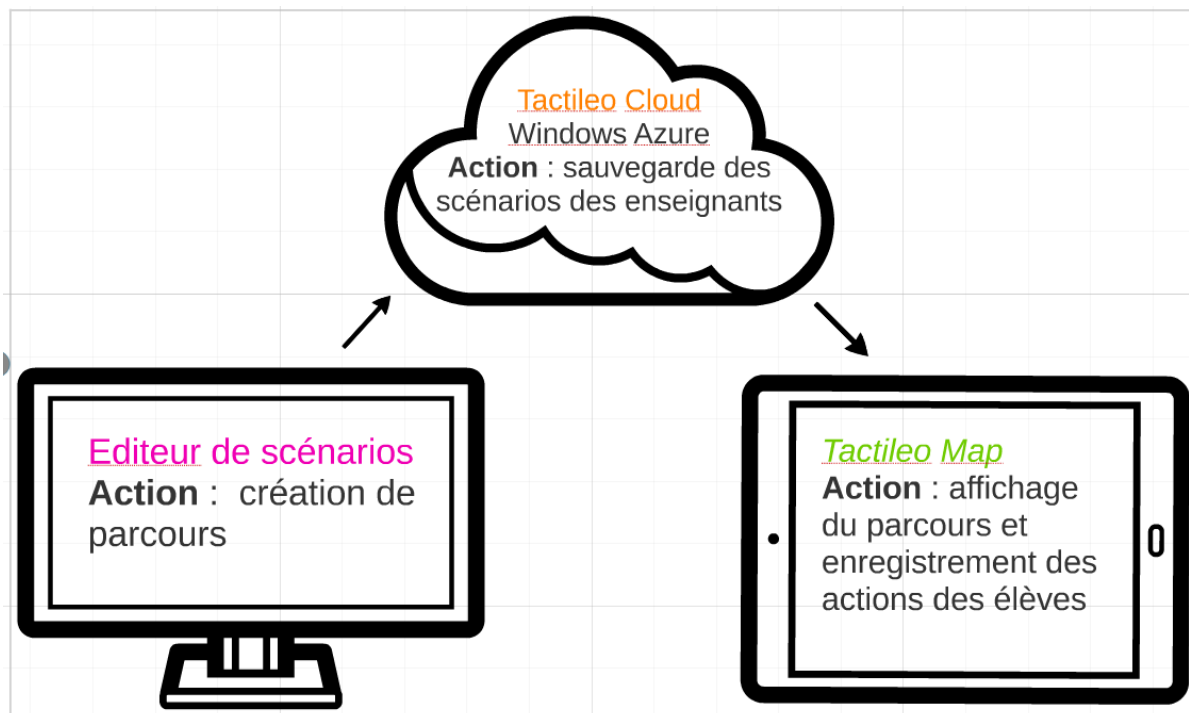 Tactileo Cloud
Windows Azure
Action : sauvegarde des
scénarios des enseignants
Editeur de scénarios
Action :  création de
parcours
Tactileo Map
Action : affichage
du parcours et
enregistrement des
actions des élèves